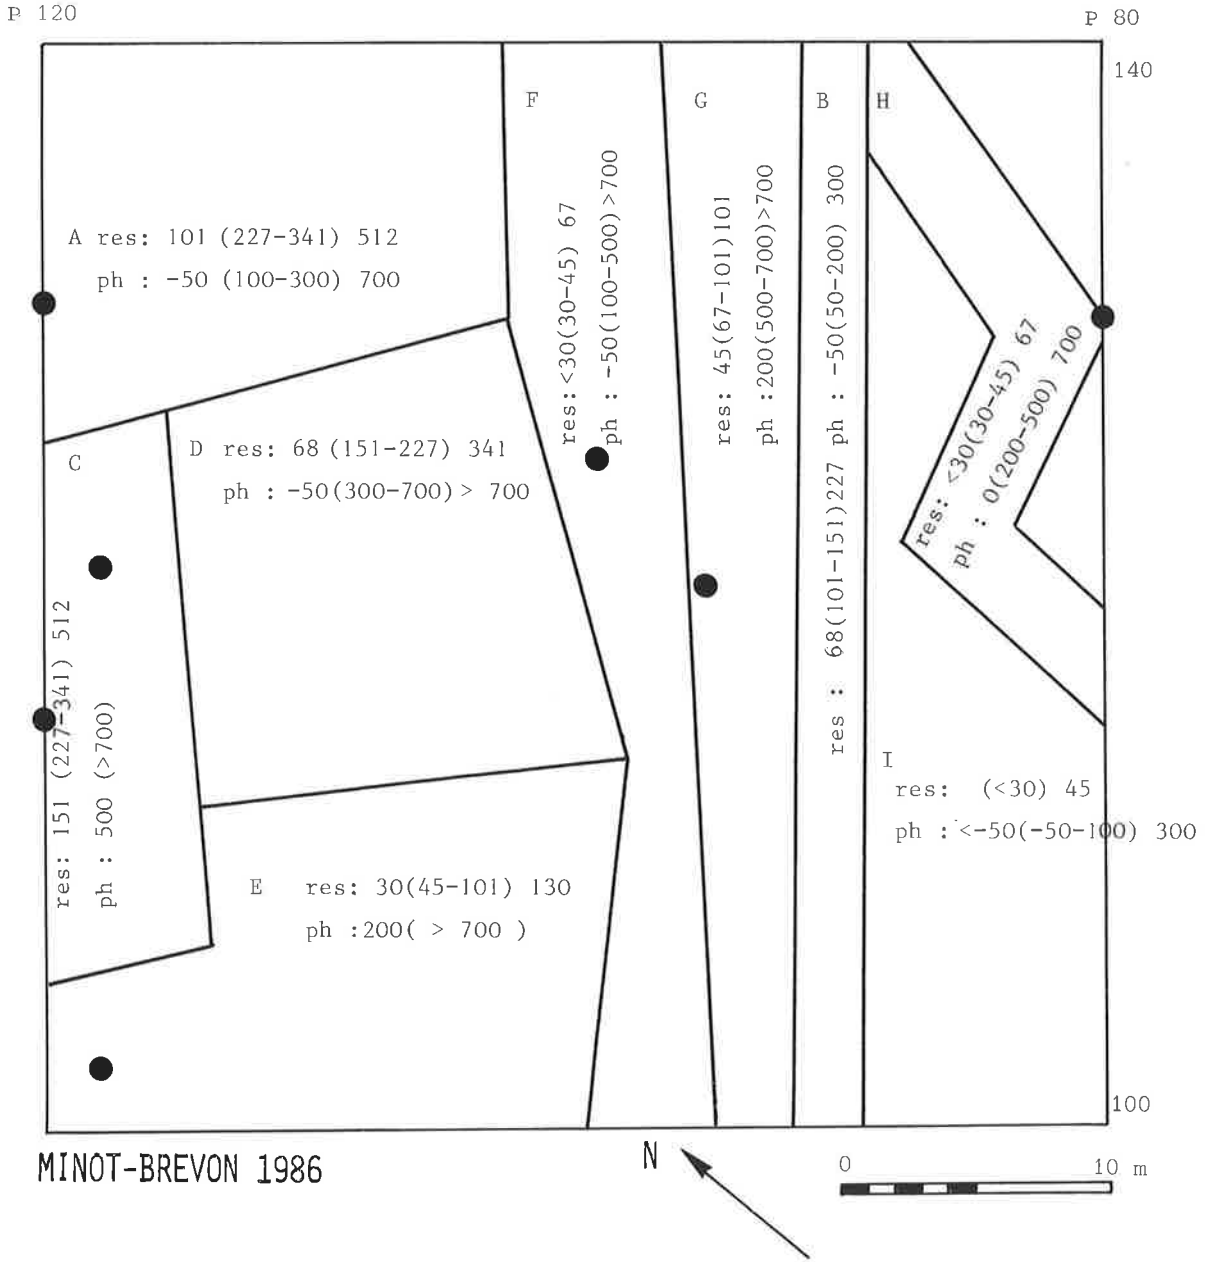 P 120
P 80
140
F
G
B
H
A res: 101 (227-341) 512
ph : -50 (100-300) 700
res:<30(30-45) 67
ph : -50(100-500)>700
res: 45(67-101)101
ph :200(500-700)>700
res : 68(101-151)227 ph : -50(50-200) 300
res: <30(30-45) 67
ph : 0(200-500) 700
C
D res: 68 (151-227) 341
ph : -50(300-700) > 700
res: 151 (227-341) 512
ph : 500 (>700)
I
res: (<30) 45
ph : <-50(-50-100) 300
E res: 30(45-101) 130
ph :200( > 700 )
100
MINOT-BREVON 1986
N
0 10 m